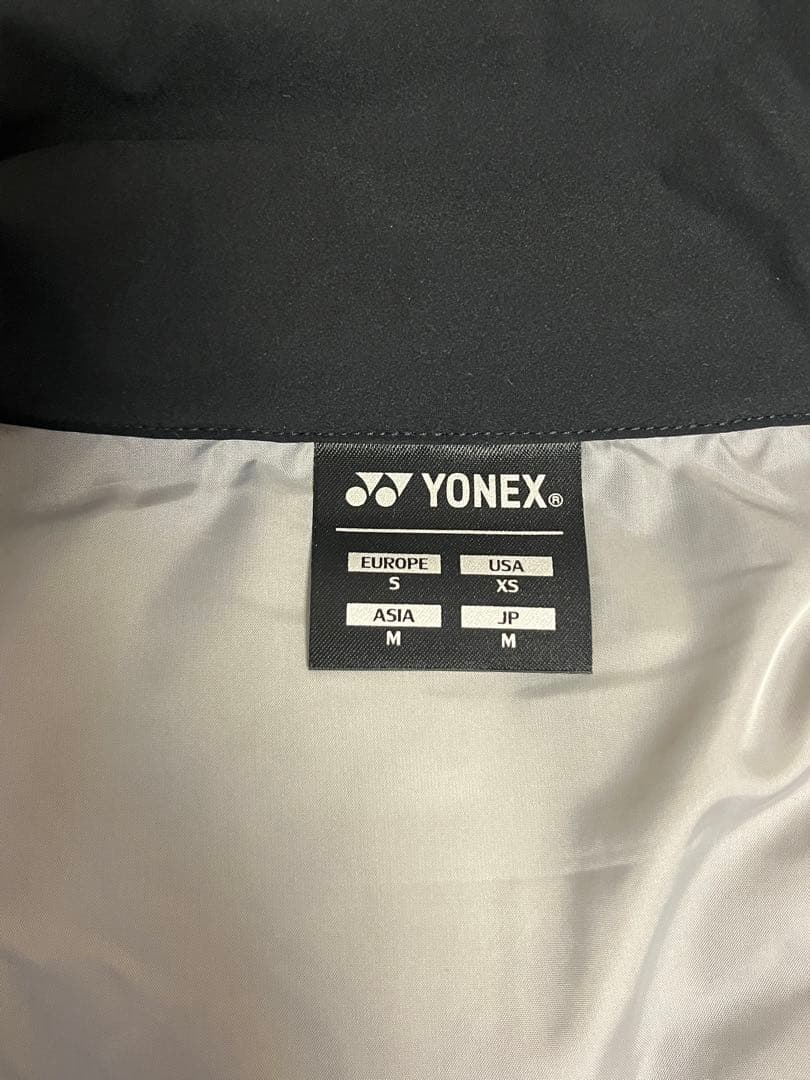 YONEX®
EUROPE USA
S XS
ASIA JP
M M